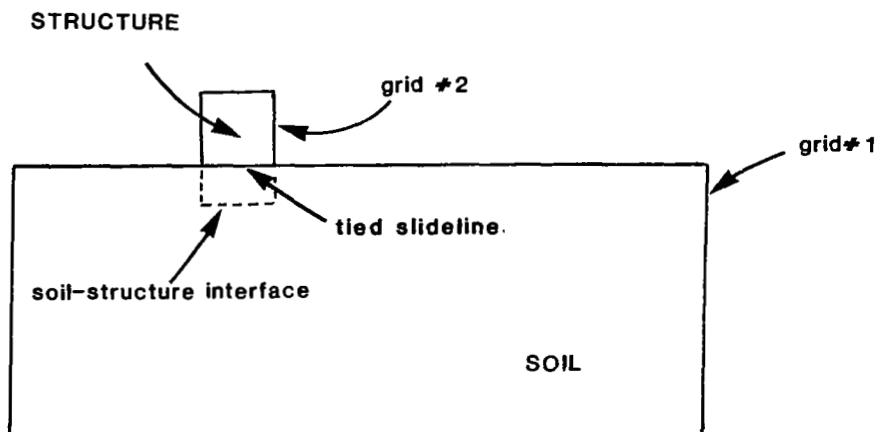 STRUCTURE
grid #2
grid#1
tied slideline.
soil-structure interface
SOIL